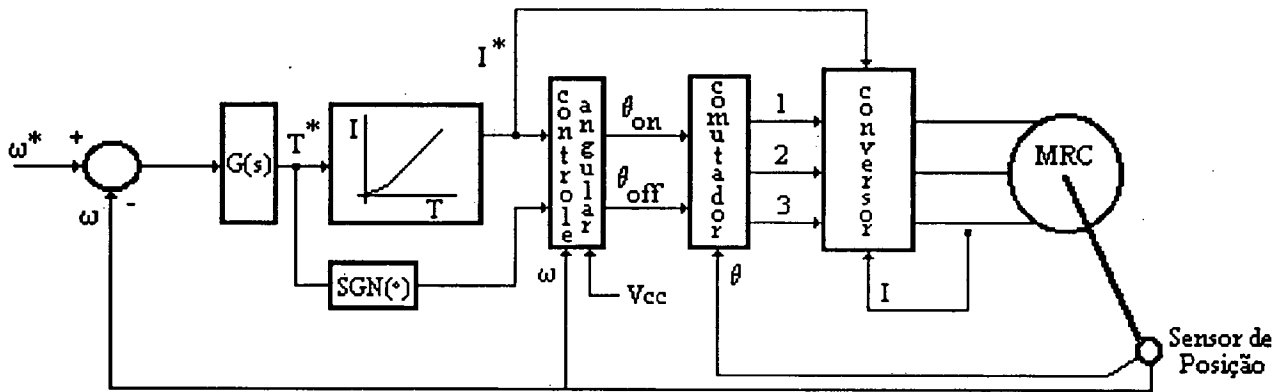 I*
ω*
+
-
ω
G(s)
T*
I
T
SGN(•)
controle
angular
θon
θoff
comutador
1
2
3
conversor
MRC
ω
Vcc
θ
I
Sensor de
Posição